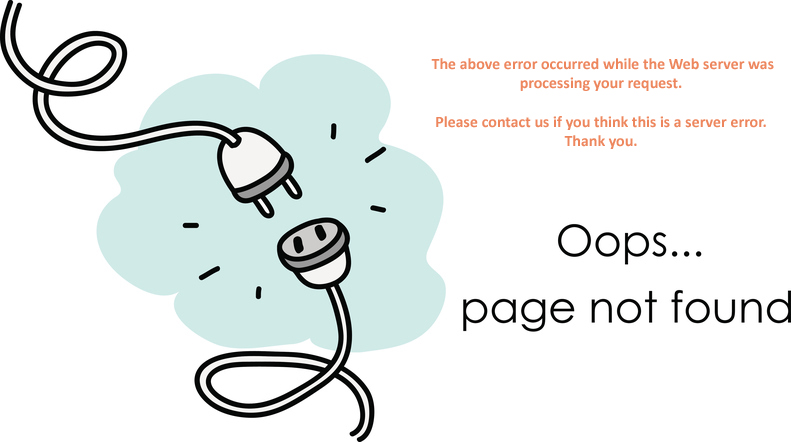 The above error occurred while the Web server was
processing your request.
Please contact us if you think this is a server error.
Thank you.
Oops...
page not found